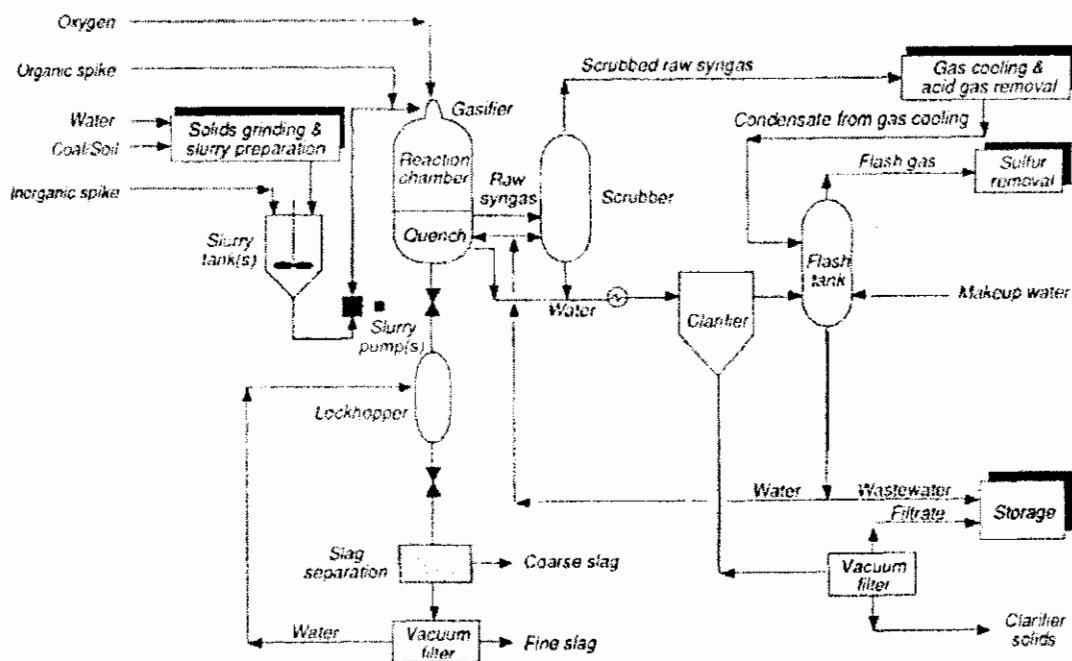 Oxygen
Organic spike
Water
Coal/Soil
Inorganic spike
Solids grinding &
slurry preparation
Slurry
tank(s)
Slurry
pump(s)
Gasifier
Reaction
chamber
Quench
Raw
syngas
Scrubber
Scrubbed raw syngas
Gas cooling &
acid gas removal
Condensate from gas cooling
Flash gas
Sulfur
removal
Flash
tank
Makeup water
Water
Clarifier
Lockhopper
Water
Wastewater
Filtrate
Storage
Slag
separation
Coarse slag
Vacuum
filter
Clarifier
solids
Water
Vacuum
filter
Fine slag